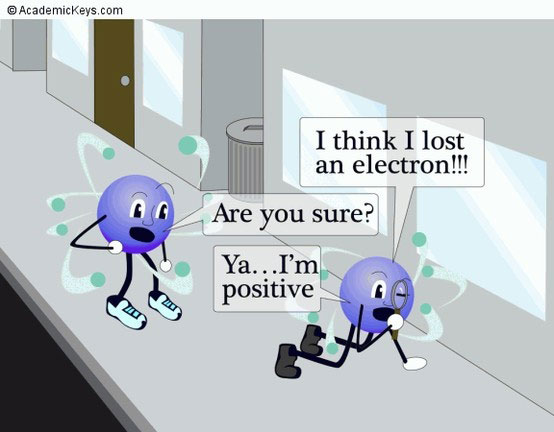 © AcademicKeys.com
I think I lost
an electron!!!
Are you sure?
Ya...I'm
positive